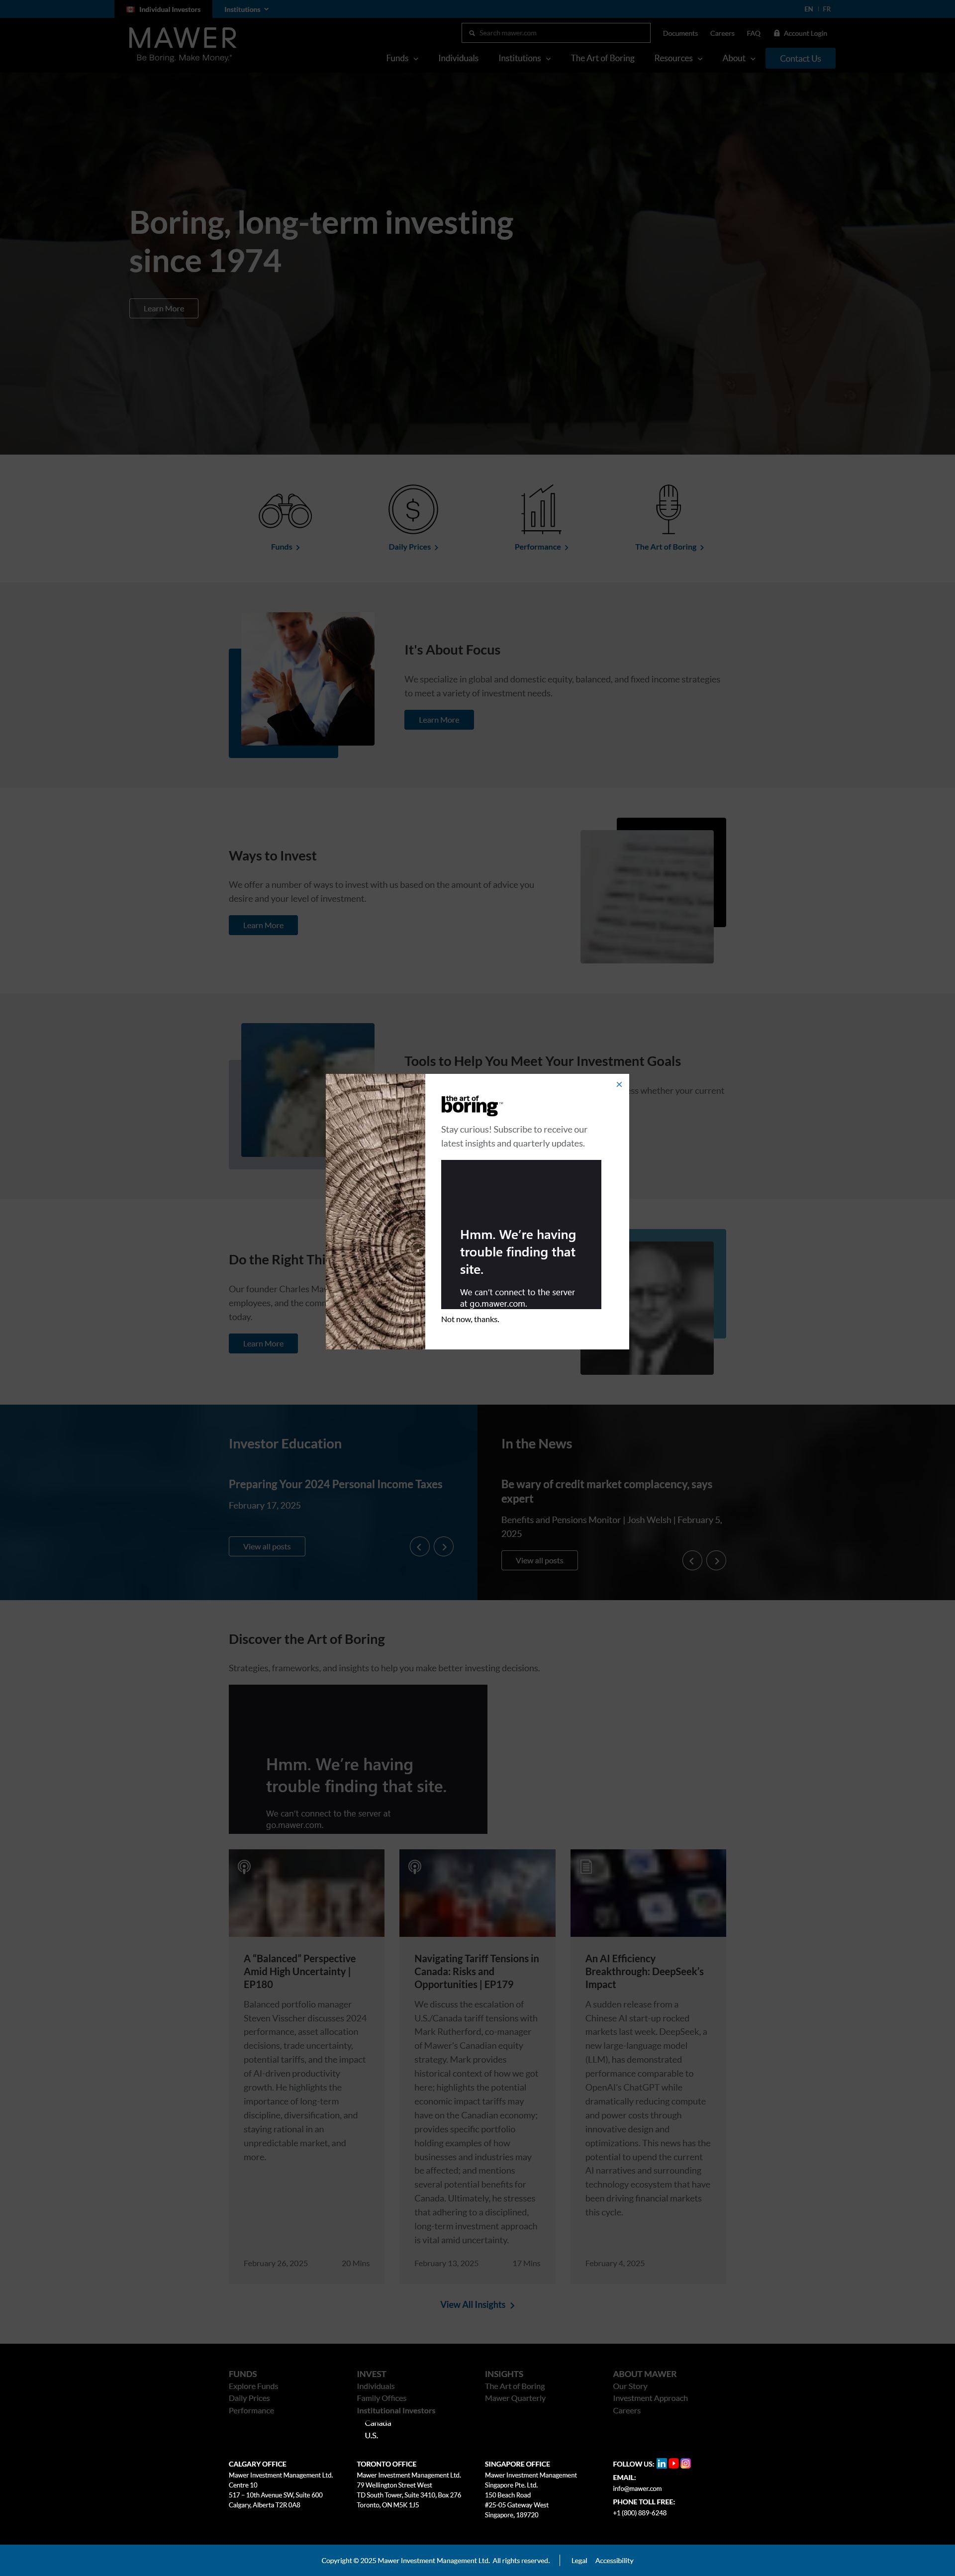 Individual Investors
Institutions
EN | FR
MAWER
Be Boring. Make Money.™
Search mawer.com
Documents
Careers
FAQ
Account Login
Funds
Individuals
Institutions
The Art of Boring
Resources
About
Contact Us
Boring, long-term investing
since 1974
Learn More
Funds
Daily Prices
Performance
The Art of Boring
It's About Focus
We specialize in global and domestic equity, balanced, and fixed income strategies
to meet a variety of investment needs.
Learn More
Ways to Invest
We offer a number of ways to invest with us based on the amount of advice you
desire and your level of investment.
Learn More
Tools to Help You Meet Your Investment Goals
whether your current
the art of
boring™
Stay curious! Subscribe to receive our
latest insights and quarterly updates.
Hmm. We're having
trouble finding that
site.
We can't connect to the server
at go.mawer.com.
Not now, thanks.
Do the Right
Our founder Charles
employees, and the
today.
Learn More
Investor Education
Preparing Your 2024 Personal Income Taxes
February 17, 2025
View all posts
In the News
Be wary of credit market complacency, says
expert
Benefits and Pensions Monitor | Josh Welsh | February 5,
2025
View all posts
Discover the Art of Boring
Strategies, frameworks, and insights to help you make better investing decisions.
Hmm. We're having
trouble finding that site.
We can't connect to the server at
go.mawer.com.
A "Balanced" Perspective
Amid High Uncertainty |
EP180
Balanced portfolio manager
Steven Visscher discusses 2024
performance, asset allocation
decisions, trade uncertainty,
potential tariffs, and the impact
of AI-driven productivity
growth. He highlights the
importance of long-term
discipline, diversification, and
staying rational in an
unpredictable market, and
more.
February 26, 2025
20 Mins
Navigating Tariff Tensions in
Canada: Risks and
Opportunities | EP179
We discuss the escalation of
U.S./Canada tariff tensions with
Mark Rutherford, co-manager
of Mawer's Canadian equity
strategy. Mark provides
historical context of how we got
here; highlights the potential
economic impact tariffs may
have on the Canadian economy;
provides specific portfolio
holding examples of how
businesses and industries may
be affected; and mentions
several potential benefits for
Canada. Ultimately, he stresses
that adhering to a disciplined,
long-term investment approach
is vital amid uncertainty.
February 13, 2025
17 Mins
An AI Efficiency
Breakthrough: DeepSeek's
Impact
A sudden release from a
Chinese AI start-up rocked
markets last week. DeepSeek, a
new large-language model
(LLM), has demonstrated
performance comparable to
OpenAI's ChatGPT while
dramatically reducing compute
and power costs through
innovative design and
optimizations. This news has the
potential to upend the current
AI narratives and surrounding
technology ecosystem that have
been driving financial markets
this cycle.
February 4, 2025
View All Insights
FUNDS
Explore Funds
Daily Prices
Performance
INVEST
Individuals
Family Offices
Institutional Investors
Canada
U.S.
INSIGHTS
The Art of Boring
Mawer Quarterly
ABOUT MAWER
Our Story
Investment Approach
Careers
CALGARY OFFICE
Mawer Investment Management Ltd.
Centre 10
517 – 10th Avenue SW, Suite 600
Calgary, Alberta T2R 0A8
TORONTO OFFICE
Mawer Investment Management Ltd.
79 Wellington Street West
TD South Tower, Suite 3410, Box 276
Toronto, ON M5K 1J5
SINGAPORE OFFICE
Mawer Investment Management
Singapore Pte. Ltd.
150 Beach Road
#25-05 Gateway West
Singapore, 189720
FOLLOW US:
EMAIL:
info@mawer.com
PHONE TOLL FREE:
+1 (800) 889-6248
Copyright © 2025 Mawer Investment Management Ltd. All rights reserved. | Legal Accessibility